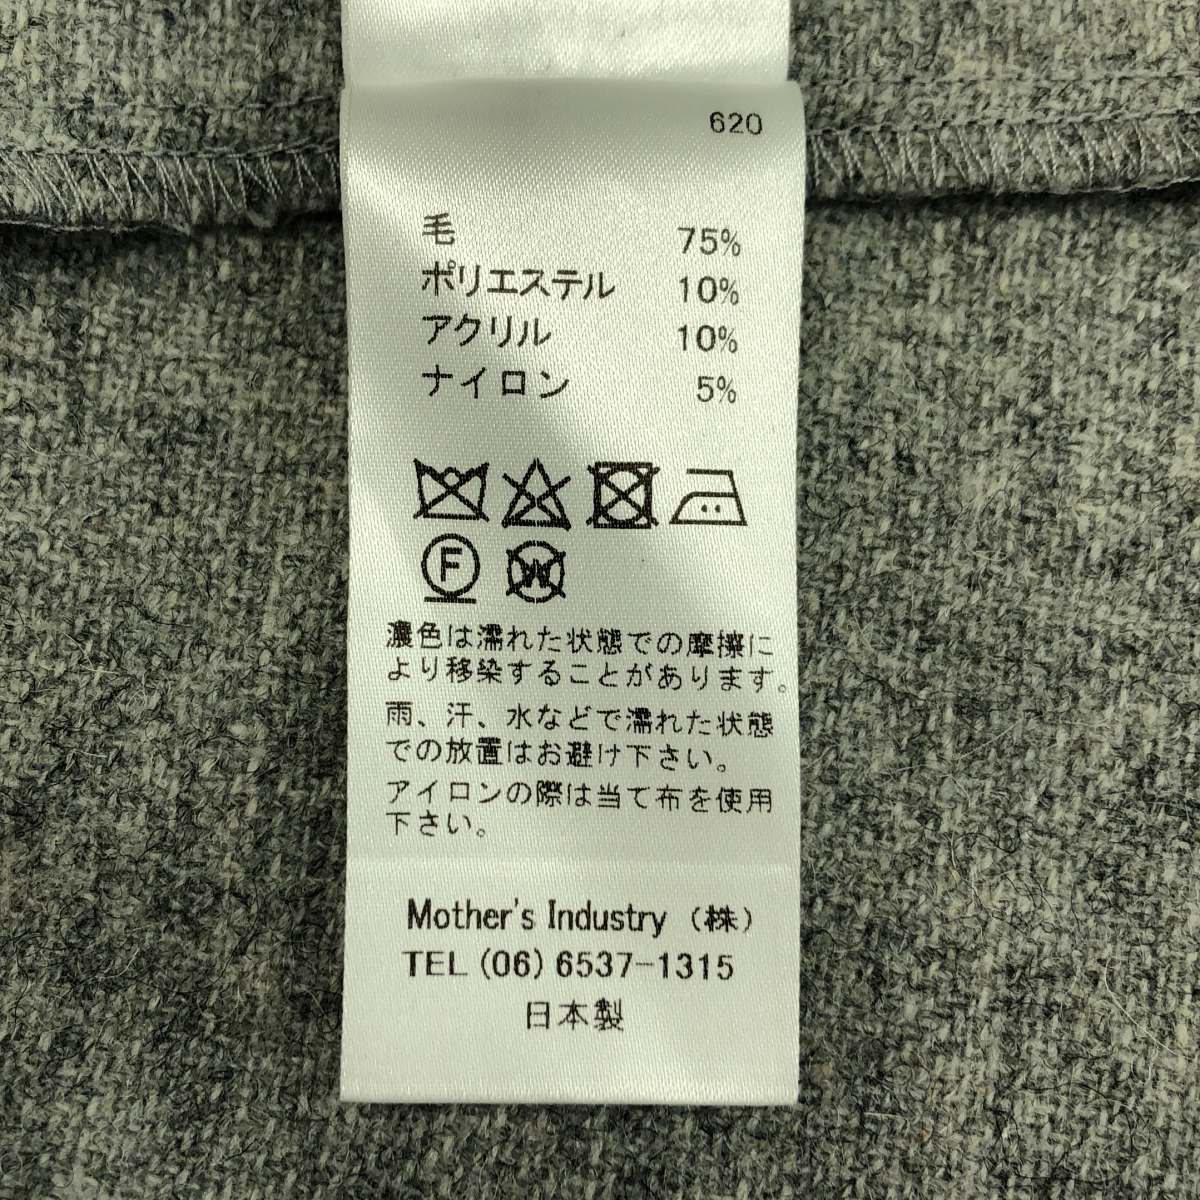 620
毛 75%
ポリエステル 10%
アクリル 10%
ナイロン 5%
F W
濃色は濡れた状態での摩擦に
より移染することがあります。
雨、汗、水などで濡れた状態
での放置はお避け下さい。
アイロンの際は当て布を使用
下さい。
Mother's Industry (株)
TEL (06) 6537-1315
日本製